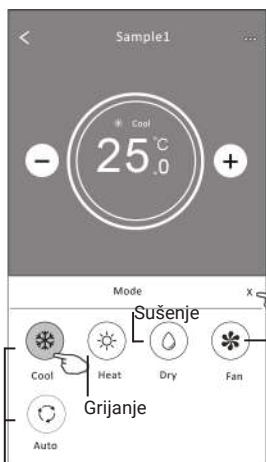 < Sample1 ...
Cool
25.0 °C
− +
Mode x
Sušenje
Cool Heat Dry Fan
Grijanje
Auto